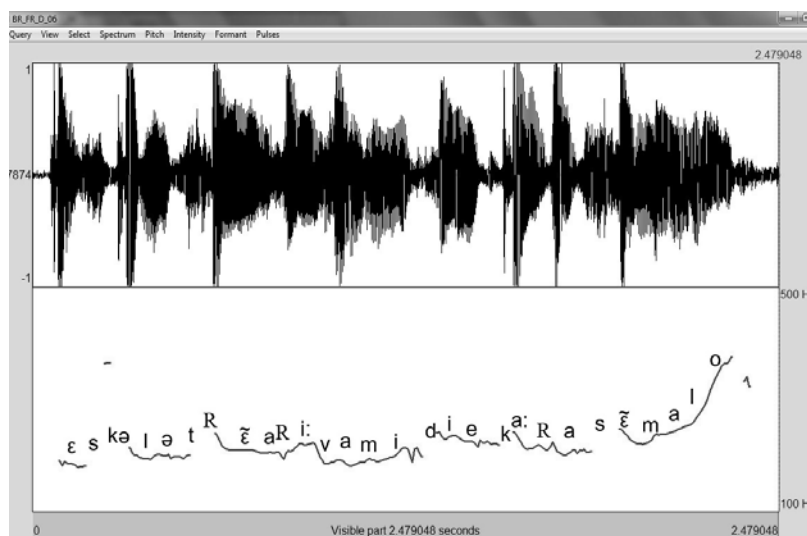 BR_FR_D_06
Query View Select Spectrum Pitch Intensity Formant Pulses
2.479048
1
7874
-1
500 H
ɛ s k ə l ə t R ɛ̃ a R i: v a m i d i e k a: R a s ɛ̃ m a l o
100 H
0 Visible part 2.479048 seconds 2.479048